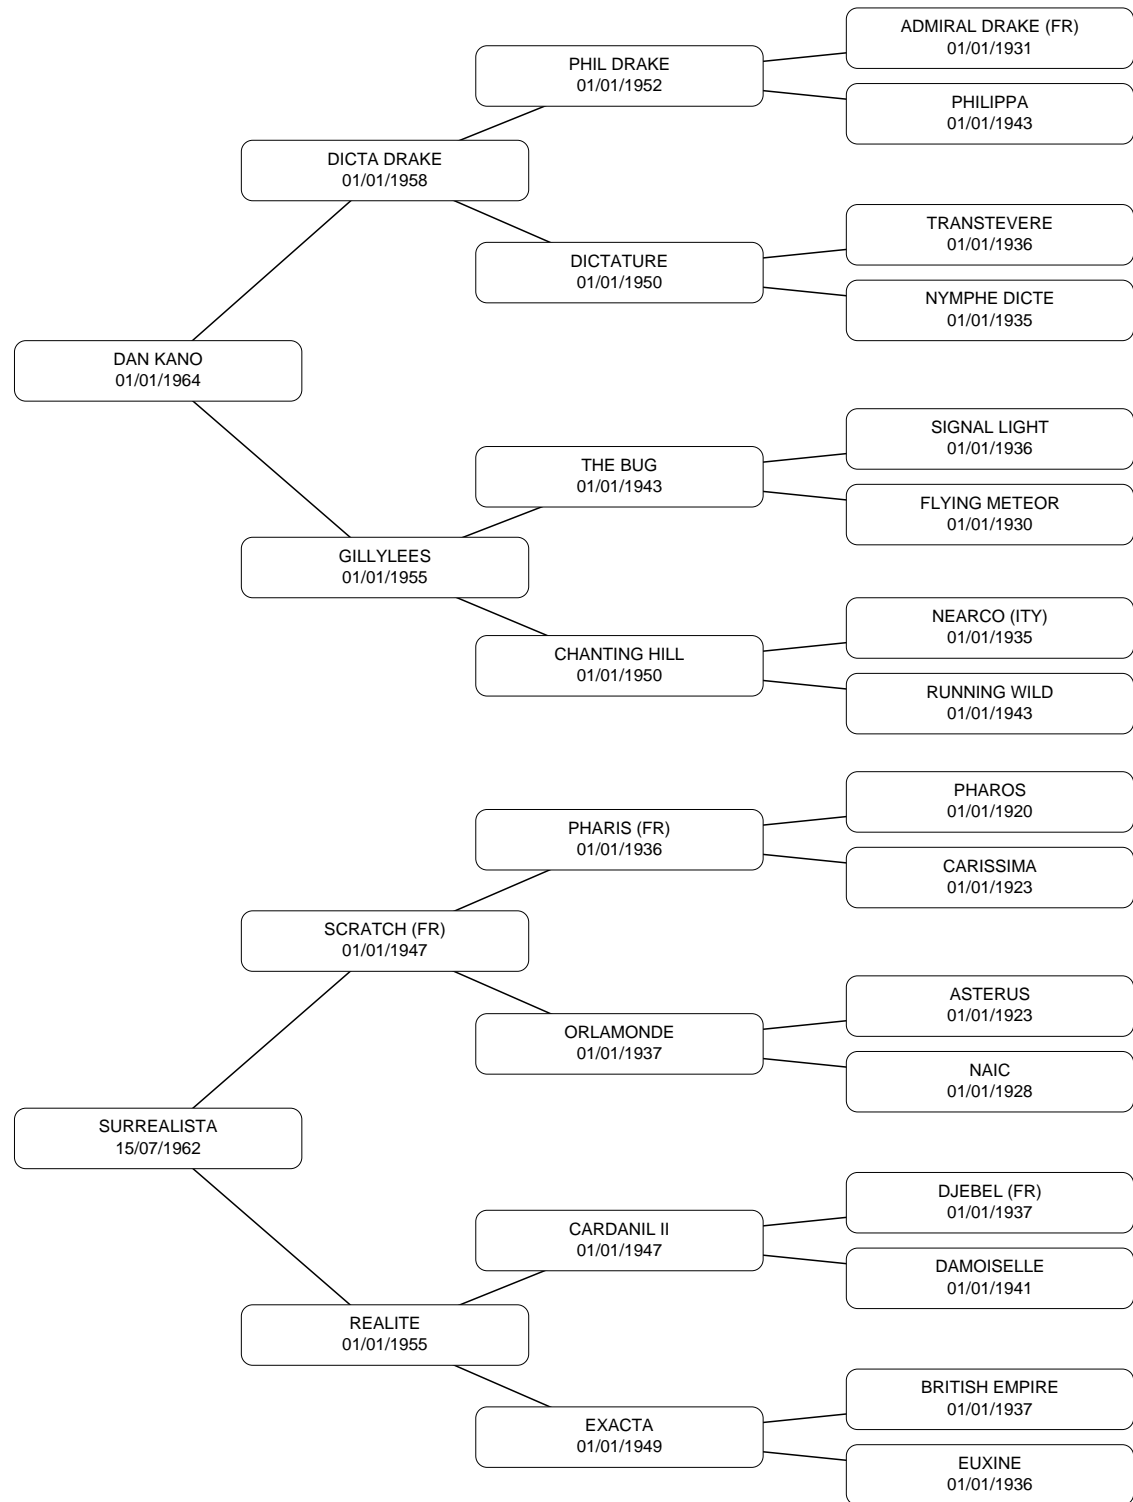 ADMIRAL DRAKE (FR)
01/01/1931
PHIL DRAKE
01/01/1952
PHILIPPA
01/01/1943
DICTA DRAKE
01/01/1958
TRANSTEVERE
01/01/1936
DICTATURE
01/01/1950
NYMPHE DICTE
01/01/1935
DAN KANO
01/01/1964
SIGNAL LIGHT
01/01/1936
THE BUG
01/01/1943
FLYING METEOR
01/01/1930
GILLYLEES
01/01/1955
NEARCO (ITY)
01/01/1935
CHANTING HILL
01/01/1950
RUNNING WILD
01/01/1943
PHAROS
01/01/1920
PHARIS (FR)
01/01/1936
CARISSIMA
01/01/1923
SCRATCH (FR)
01/01/1947
ASTERUS
01/01/1923
ORLAMONDE
01/01/1937
NAIC
01/01/1928
SURREALISTA
15/07/1962
DJEBEL (FR)
01/01/1937
CARDANIL II
01/01/1947
DAMOISELLE
01/01/1941
REALITE
01/01/1955
BRITISH EMPIRE
01/01/1937
EXACTA
01/01/1949
EUXINE
01/01/1936